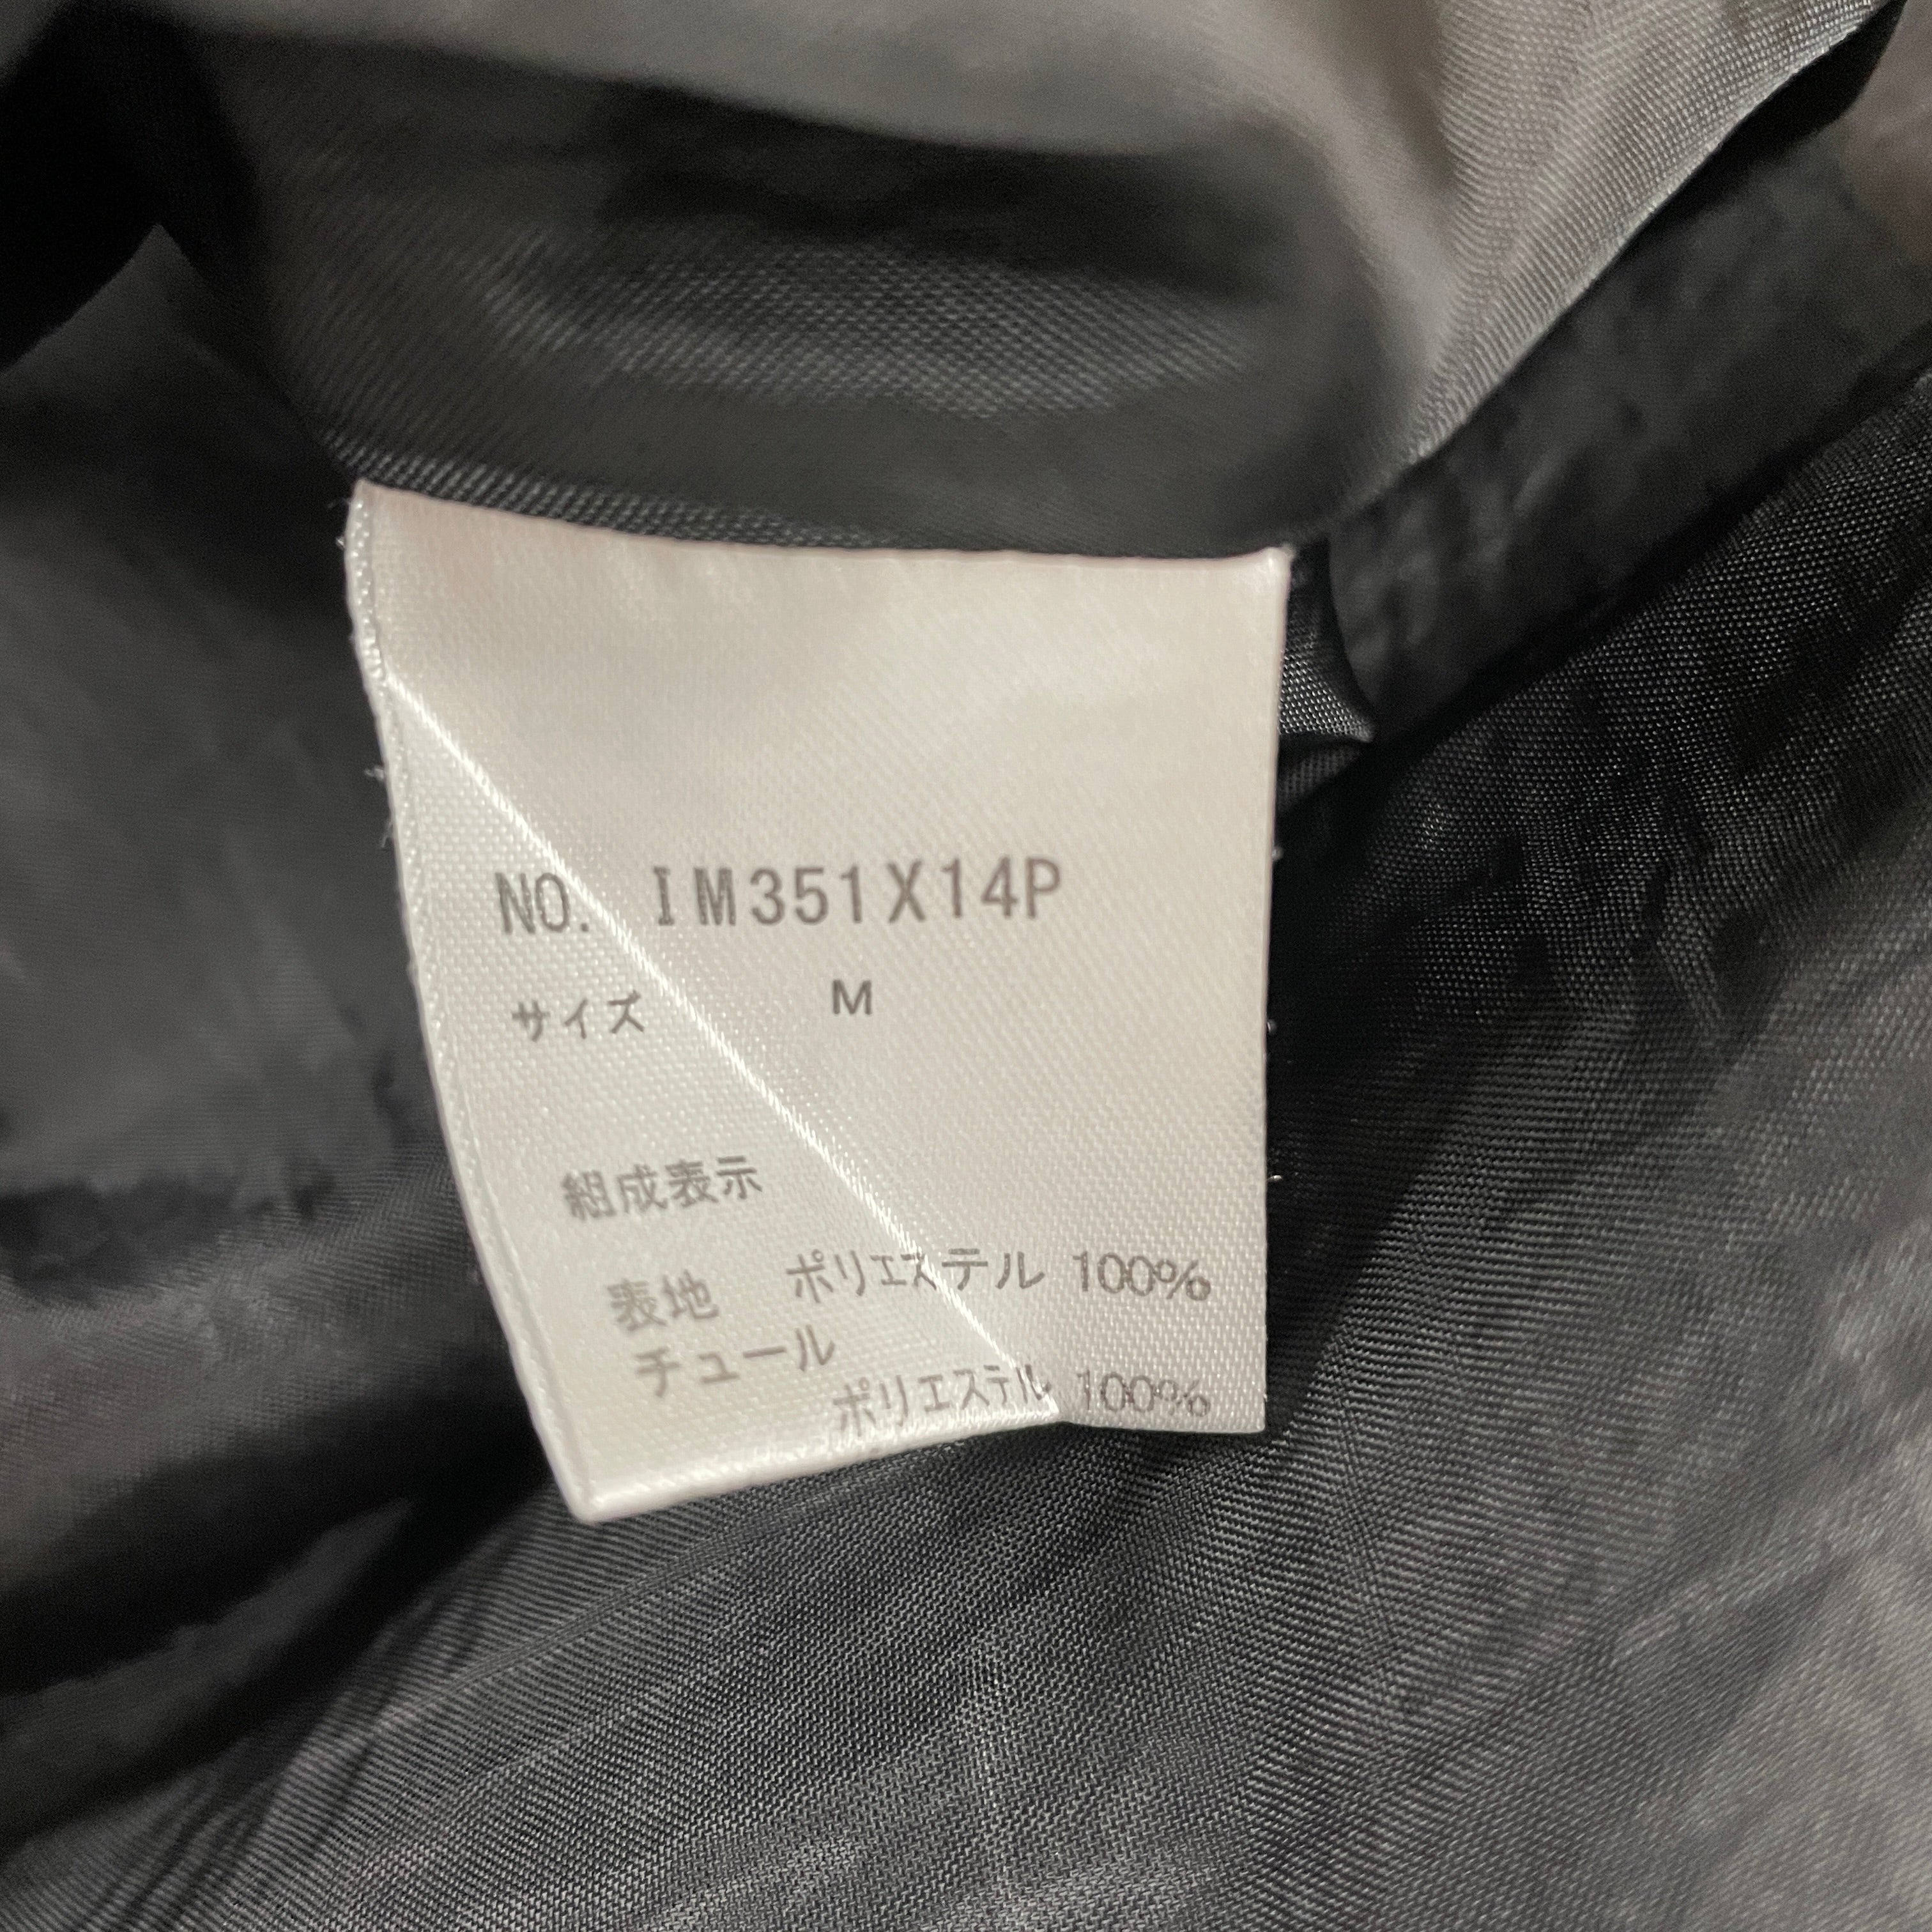 NO. IM351X14P
サイズ M
組成表示
表地 ポリエステル 100%
チュール
ポリエステル 100%